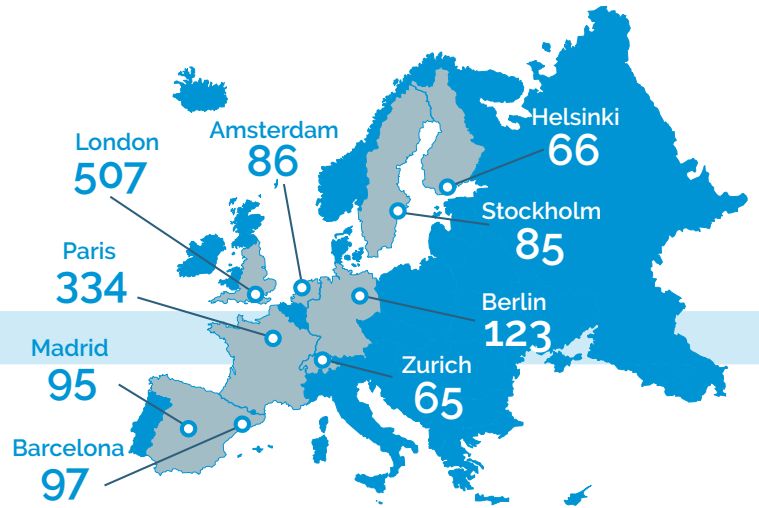 London
507
Amsterdam
86
Helsinki
66
Stockholm
85
Paris
334
Berlin
123
Madrid
95
Zurich
65
Barcelona
97